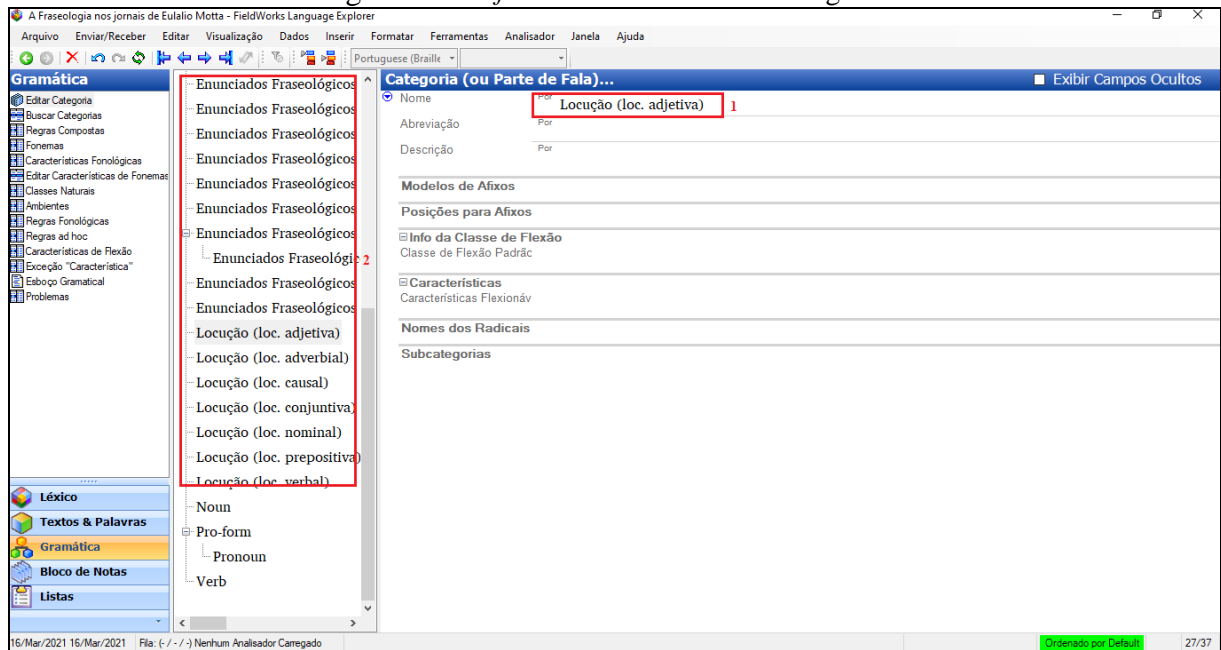 A Fraseologia nos jornais de Eulalio Motta - FieldWorks Language Explorer
Arquivo Enviar/Receber Editar Visualização Dados Inserir Formatar Ferramentas Analisador Janela Ajuda
Portuguese (Braille
Gramática
Editar Categoria
Buscar Categorias
Regras Compostas
Fonemas
Características Fonológicas
Editar Características de Fonemas
Classes Naturais
Ambientes
Regras Fonológicas
Regras ad hoc
Características de Flexão
Exceção "Característica"
Esboço Gramatical
Problemas
Léxico
Textos & Palavras
Gramática
Bloco de Notas
Listas
Enunciados Fraseológicos
Enunciados Fraseológicos
Enunciados Fraseológicos
Enunciados Fraseológicos
Enunciados Fraseológicos
Enunciados Fraseológicos
Enunciados Fraseológicos
Enunciados Fraseológic 2
Enunciados Fraseológicos
Enunciados Fraseológicos
Locução (loc. adjetiva)
Locução (loc. adverbial)
Locução (loc. causal)
Locução (loc. conjuntiva)
Locução (loc. nominal)
Locução (loc. prepositiva)
Locução (loc. verbal)
Noun
Pro-form
Pronoun
Verb
Categoria (ou Parte de Fala)... Exibir Campos Ocultos
Nome Por Locução (loc. adjetiva) 1
Abreviação Por
Descrição Por
Modelos de Afixos
Posições para Afixos
Info da Classe de Flexão
Classe de Flexão Padrãc
Características
Características Flexionáv
Nomes dos Radicais
Subcategorias
16/Mar/2021 16/Mar/2021 Fila: (- / - / -) Nenhum Analisador Carregado Ordenado por Default 27/37